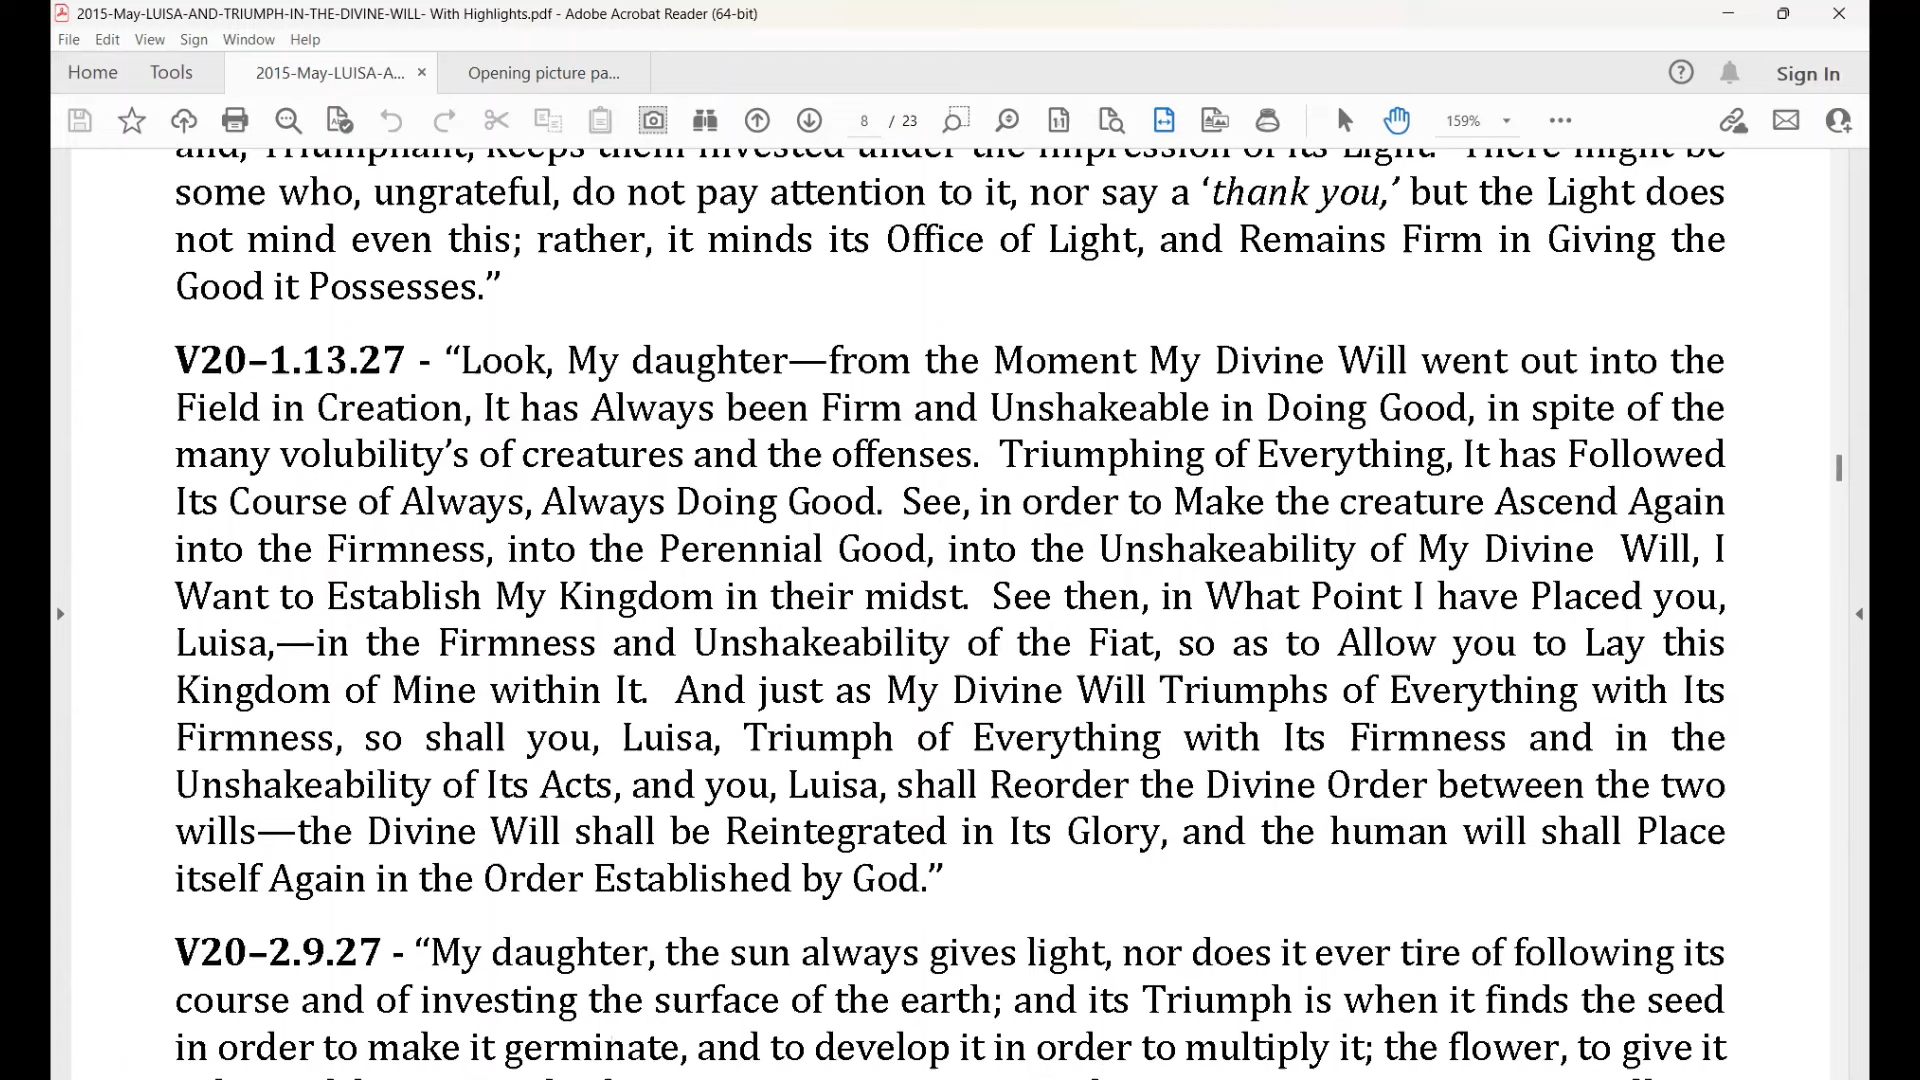 2015-May-LUISA-AND-TRIUMPH-IN-THE-DIVINE-WILL- With Highlights.pdf - Adobe Acrobat Reader (64-bit)
File Edit View Sign Window Help
Home Tools 2015-May-LUISA-A... × Opening picture pa... Sign In
8 / 23 159%
and, Triumphant, keeps them invested under the impression of its Light. There might be
some who, ungrateful, do not pay attention to it, nor say a ‘thank you,’ but the Light does
not mind even this; rather, it minds its Office of Light, and Remains Firm in Giving the
Good it Possesses.”
V20–1.13.27 - “Look, My daughter—from the Moment My Divine Will went out into the
Field in Creation, It has Always been Firm and Unshakeable in Doing Good, in spite of the
many volubility’s of creatures and the offenses. Triumphing of Everything, It has Followed
Its Course of Always, Always Doing Good. See, in order to Make the creature Ascend Again
into the Firmness, into the Perennial Good, into the Unshakeability of My Divine Will, I
Want to Establish My Kingdom in their midst. See then, in What Point I have Placed you,
Luisa,—in the Firmness and Unshakeability of the Fiat, so as to Allow you to Lay this
Kingdom of Mine within It. And just as My Divine Will Triumphs of Everything with Its
Firmness, so shall you, Luisa, Triumph of Everything with Its Firmness and in the
Unshakeability of Its Acts, and you, Luisa, shall Reorder the Divine Order between the two
wills—the Divine Will shall be Reintegrated in Its Glory, and the human will shall Place
itself Again in the Order Established by God.”
V20–2.9.27 - “My daughter, the sun always gives light, nor does it ever tire of following its
course and of investing the surface of the earth; and its Triumph is when it finds the seed
in order to make it germinate, and to develop it in order to multiply it; the flower, to give it